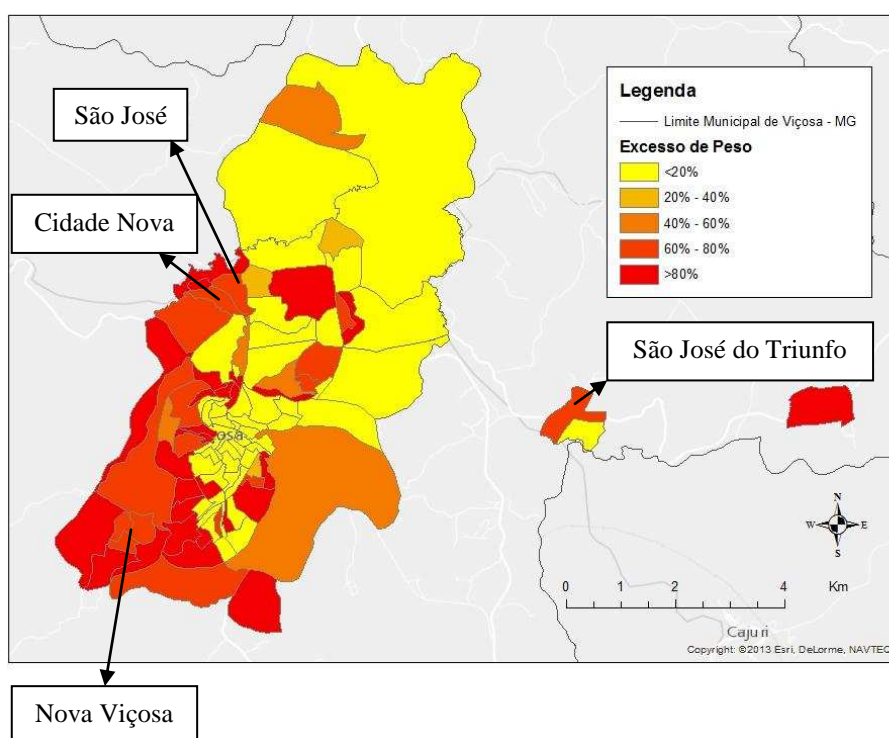 São José
Cidade Nova
Legenda
Limite Municipal de Viçosa - MG
Excesso de Peso
<20%
20% - 40%
40% - 60%
60% - 80%
>80%
São José do Triunfo
osa
N
W
E
S
0 1 2 4 Km
Cajuri
Copyright: ©2013 Esri, DeLorme, NAVTEQ
Nova Viçosa